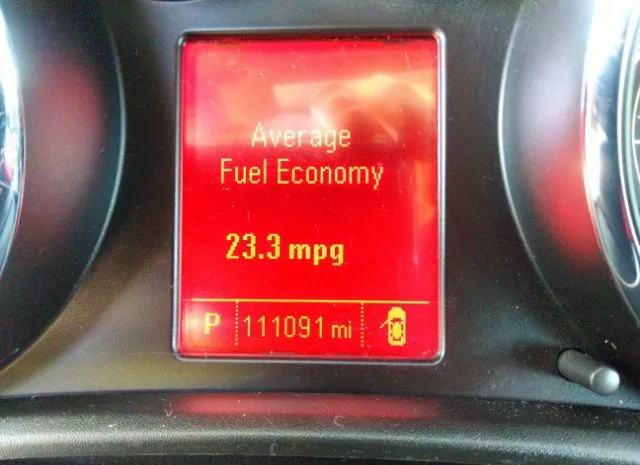 Average
Fuel Economy
23.3 mpg
P 111091 mi